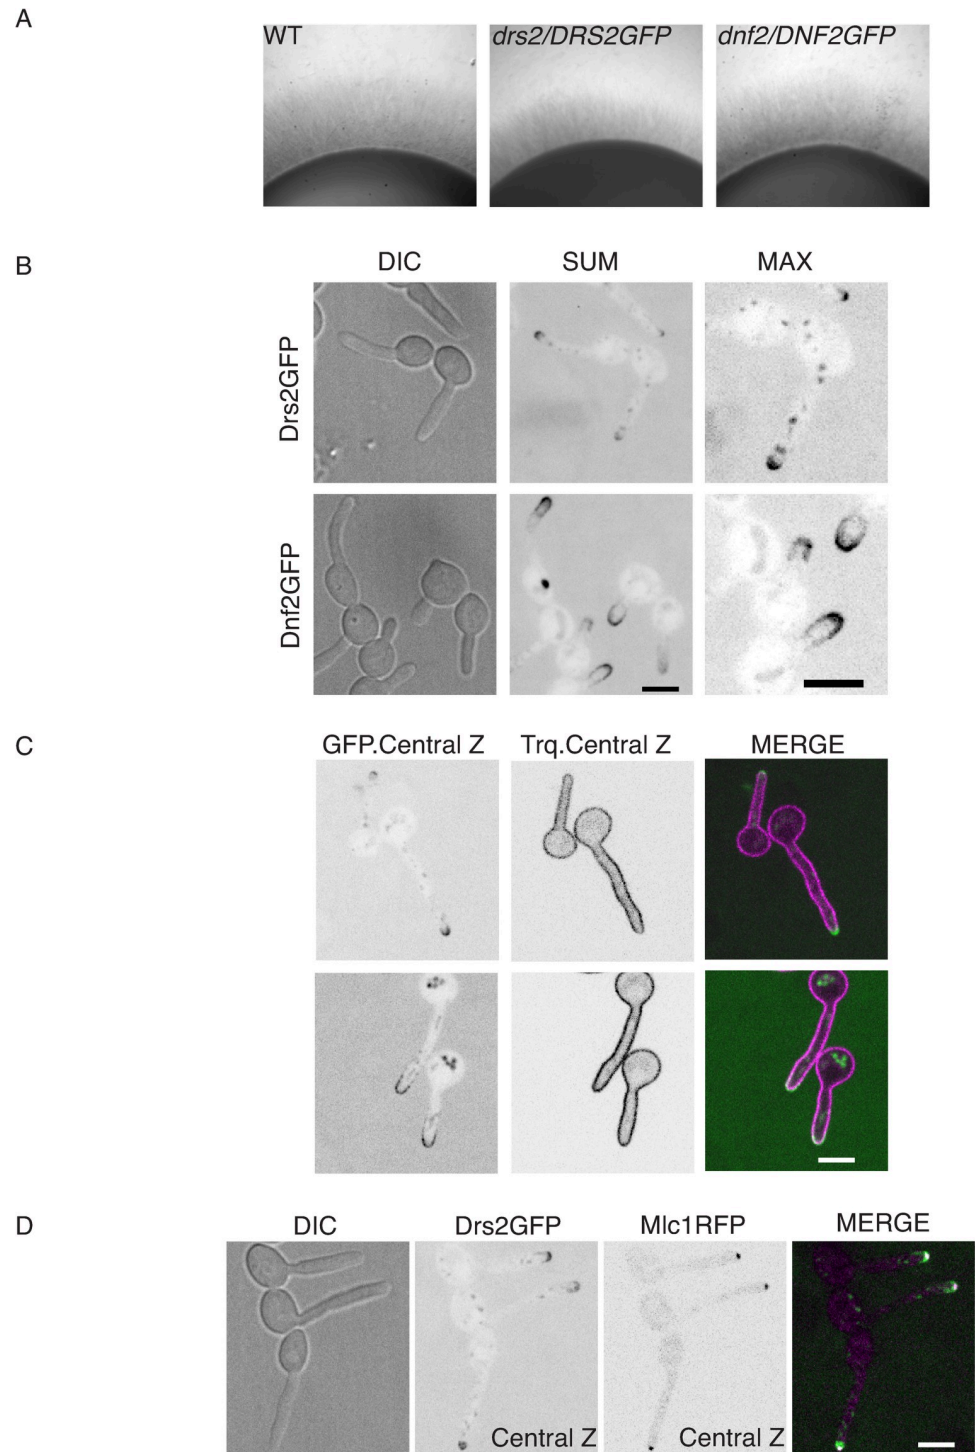 A
WT drs2/DRS2GFP dnf2/DNF2GFP
B
DIC SUM MAX
Drs2GFP
Dnf2GFP
C
GFP.Central Z Trq.Central Z MERGE
D
DIC Drs2GFP Mlc1RFP MERGE
Central Z Central Z